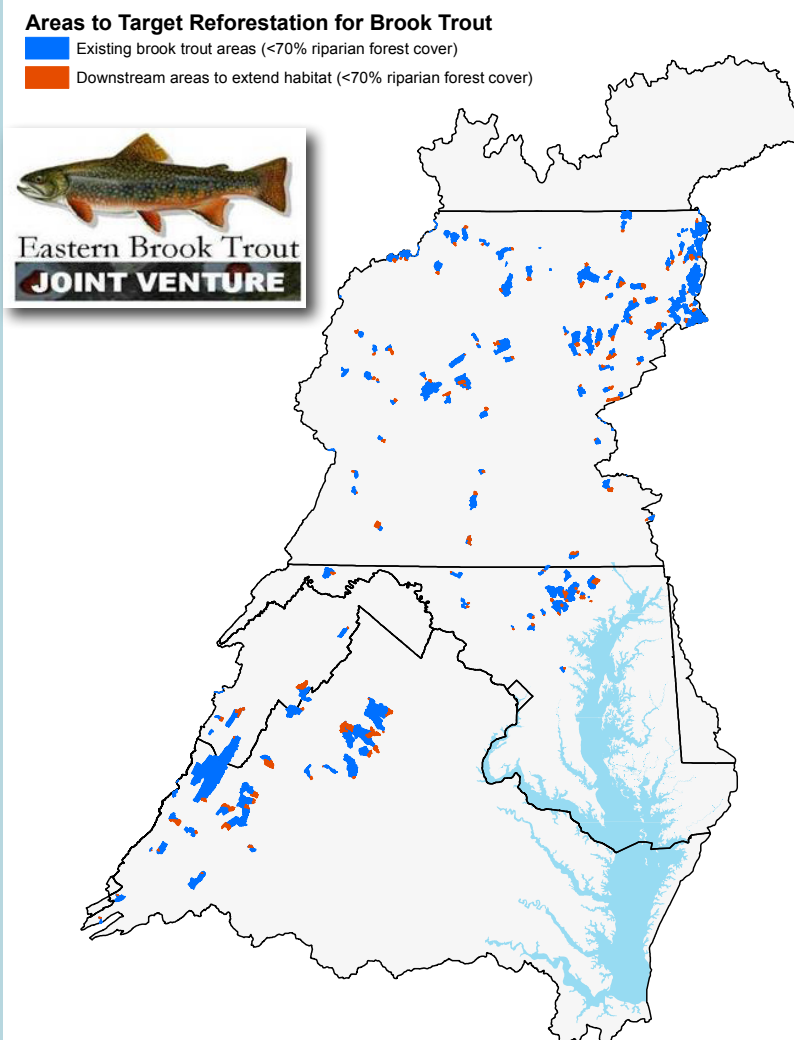 Areas to Target Reforestation for Brook Trout
Existing brook trout areas (<70% riparian forest cover)
Downstream areas to extend habitat (<70% riparian forest cover)
Eastern Brook Trout
JOINT VENTURE